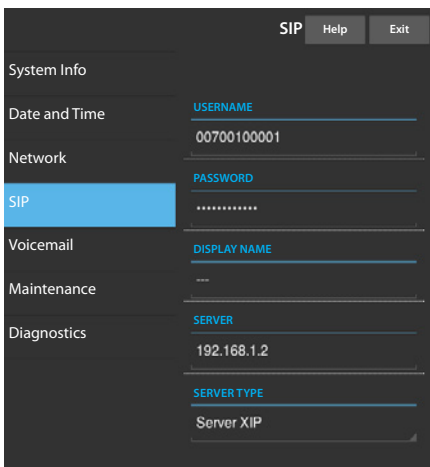 SIP Help Exit
System Info
Date and Time
Network
SIP
Voicemail
Maintenance
Diagnostics
USERNAME
00700100001
PASSWORD
............
DISPLAY NAME
---
SERVER
192.168.1.2
SERVER TYPE
Server XIP